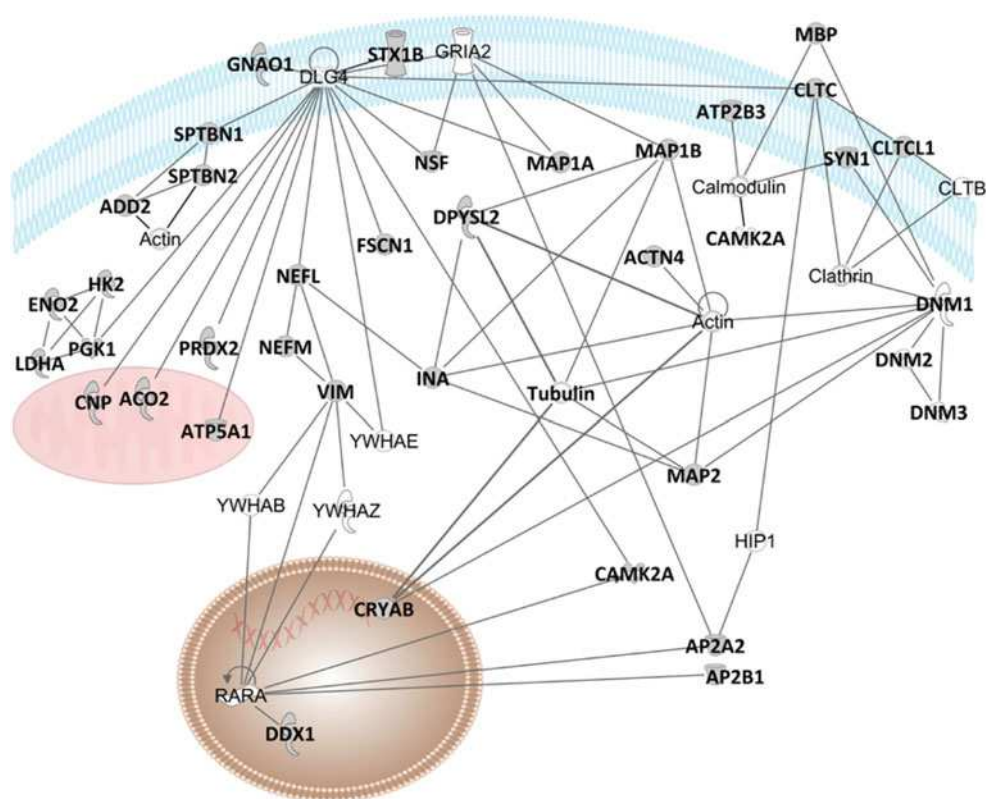 MBP
GNAO1
STX1B
GRIA2
DLG4
CLTC
ATP2B3
SPTBN1
NSF
MAP1A
MAP1B
SYN1
CLTCL1
SPTBN2
Calmodulin
CLTB
ADD2
DPYSL2
Actin
FSCN1
CAMK2A
ACTN4
HK2
NEFL
Clathrin
ENO2
DNM1
Actin
LDHA
PGK1
PRDX2
NEFM
DNM2
INA
VIM
Tubulin
CNP
ACO2
DNM3
ATP5A1
YWHAE
MAP2
YWHAB
YWHAZ
HIP1
CAMK2A
CRYAB
AP2A2
AP2B1
RARA
DDX1